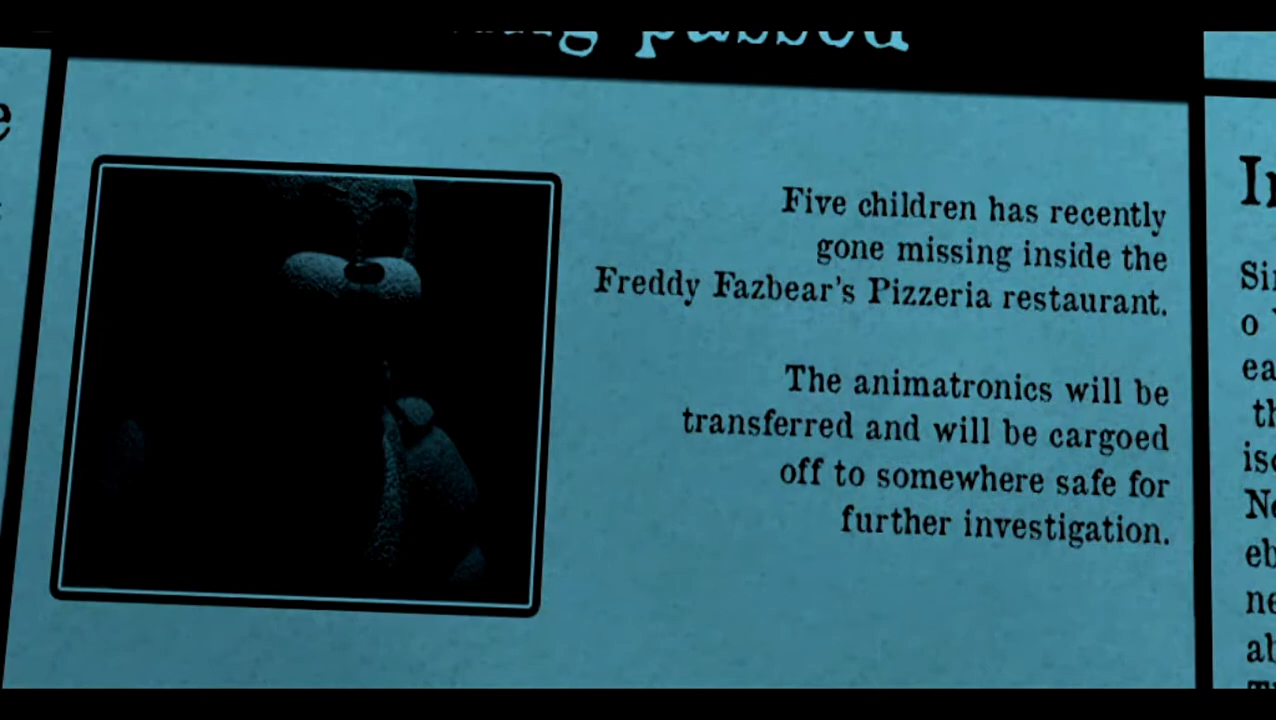 passed
Five children has recently
gone missing inside the
Freddy Fazbear's Pizzeria restaurant.
The animatronics will be
transferred and will be cargoed
off to somewhere safe for
further investigation.